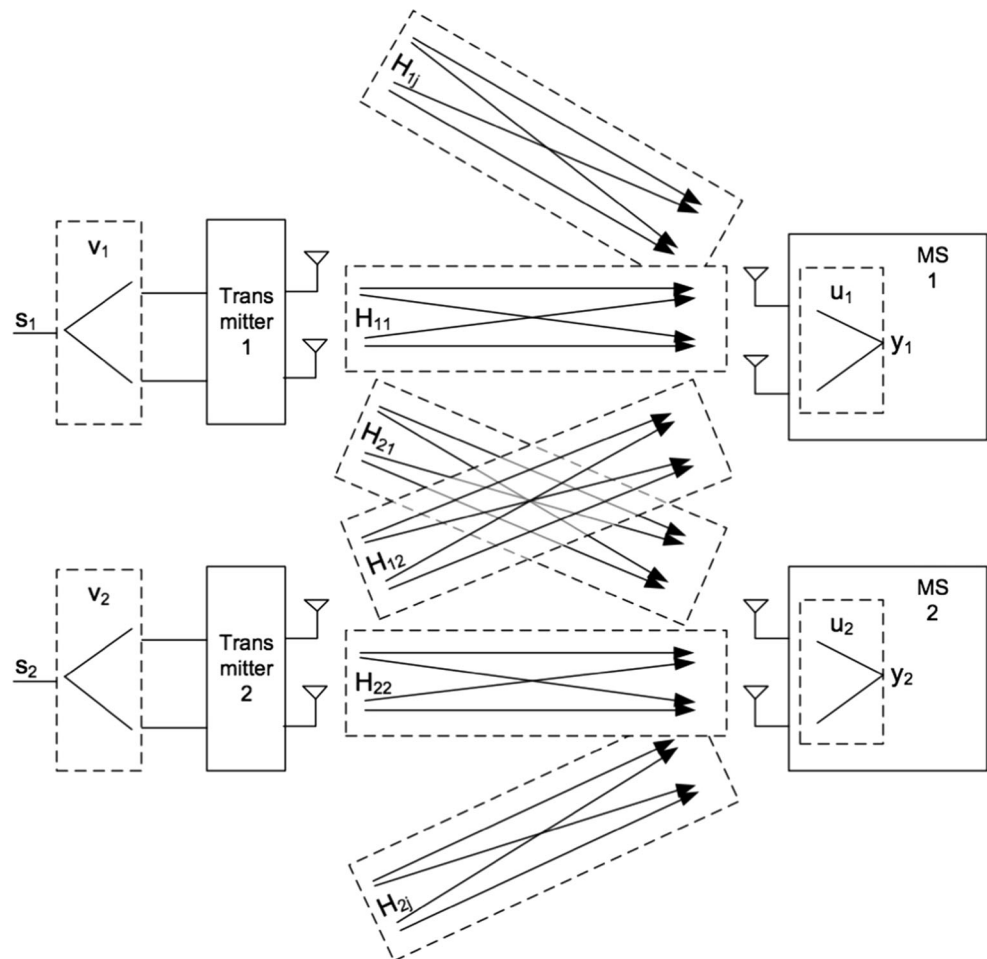 H1j
v1
MS
1
Trans
mitter
1
u1
s1
H11
y1
H21
H12
v2
MS
2
Trans
mitter
2
u2
s2
H22
y2
H2j